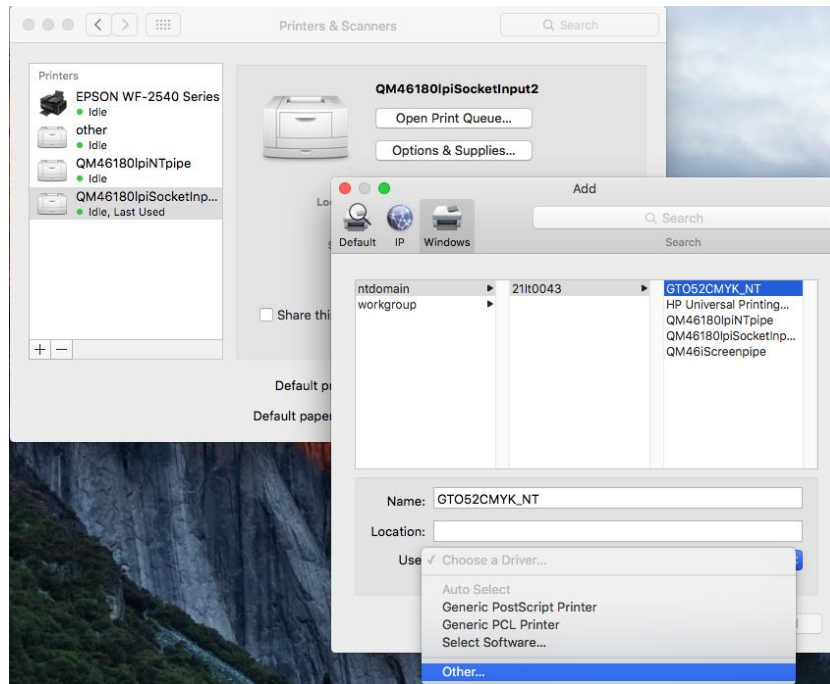 Printers & Scanners
Search
Printers
EPSON WF-2540 Series
Idle
other
Idle
QM46180lpiNTpipe
Idle
QM46180lpiSocketInp...
Idle, Last Used
+ −
QM46180lpiSocketInput2
Open Print Queue...
Options & Supplies...
Lo
S
Share thi
Default p
Default pape
Add
Default IP Windows
Search
Search
ntdomain
workgroup
21lt0043
GTO52CMYK_NT
HP Universal Printing...
QM46180lpiNTpipe
QM46180lpiSocketInp...
QM46iScreenpipe
Name: GTO52CMYK_NT
Location:
Use ✓ Choose a Driver...
Auto Select
Generic PostScript Printer
Generic PCL Printer
Select Software...
Other...